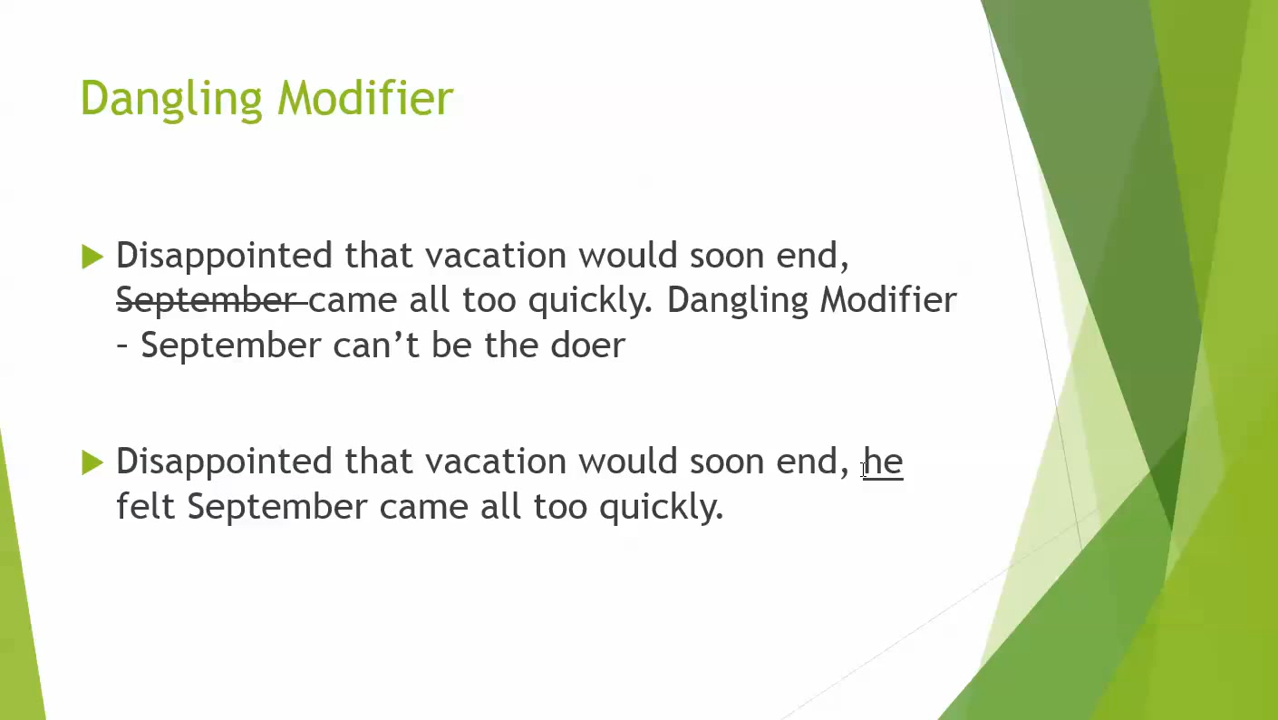 Dangling Modifier
Disappointed that vacation would soon end,
September came all too quickly. Dangling Modifier
– September can’t be the doer
Disappointed that vacation would soon end, he
felt September came all too quickly.